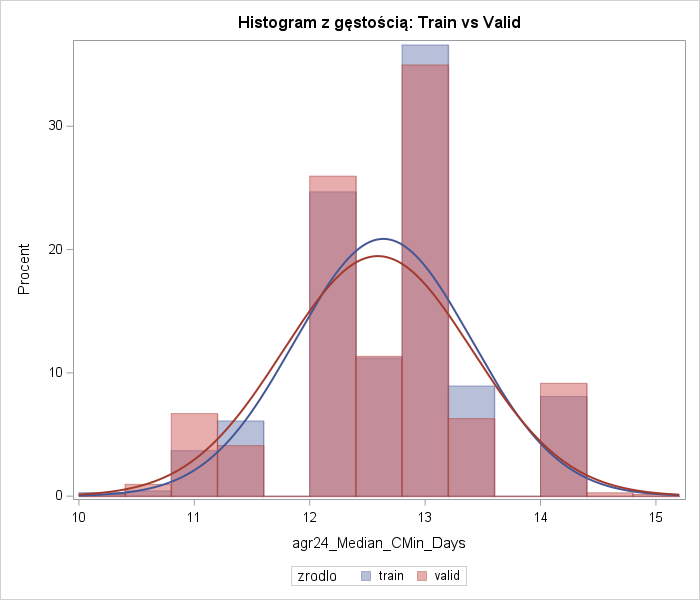 Histogram z gęstością: Train vs Valid
Procent
30
20
10
0
10 11 12 13 14 15
agr24_Median_CMin_Days
zrodlo train valid